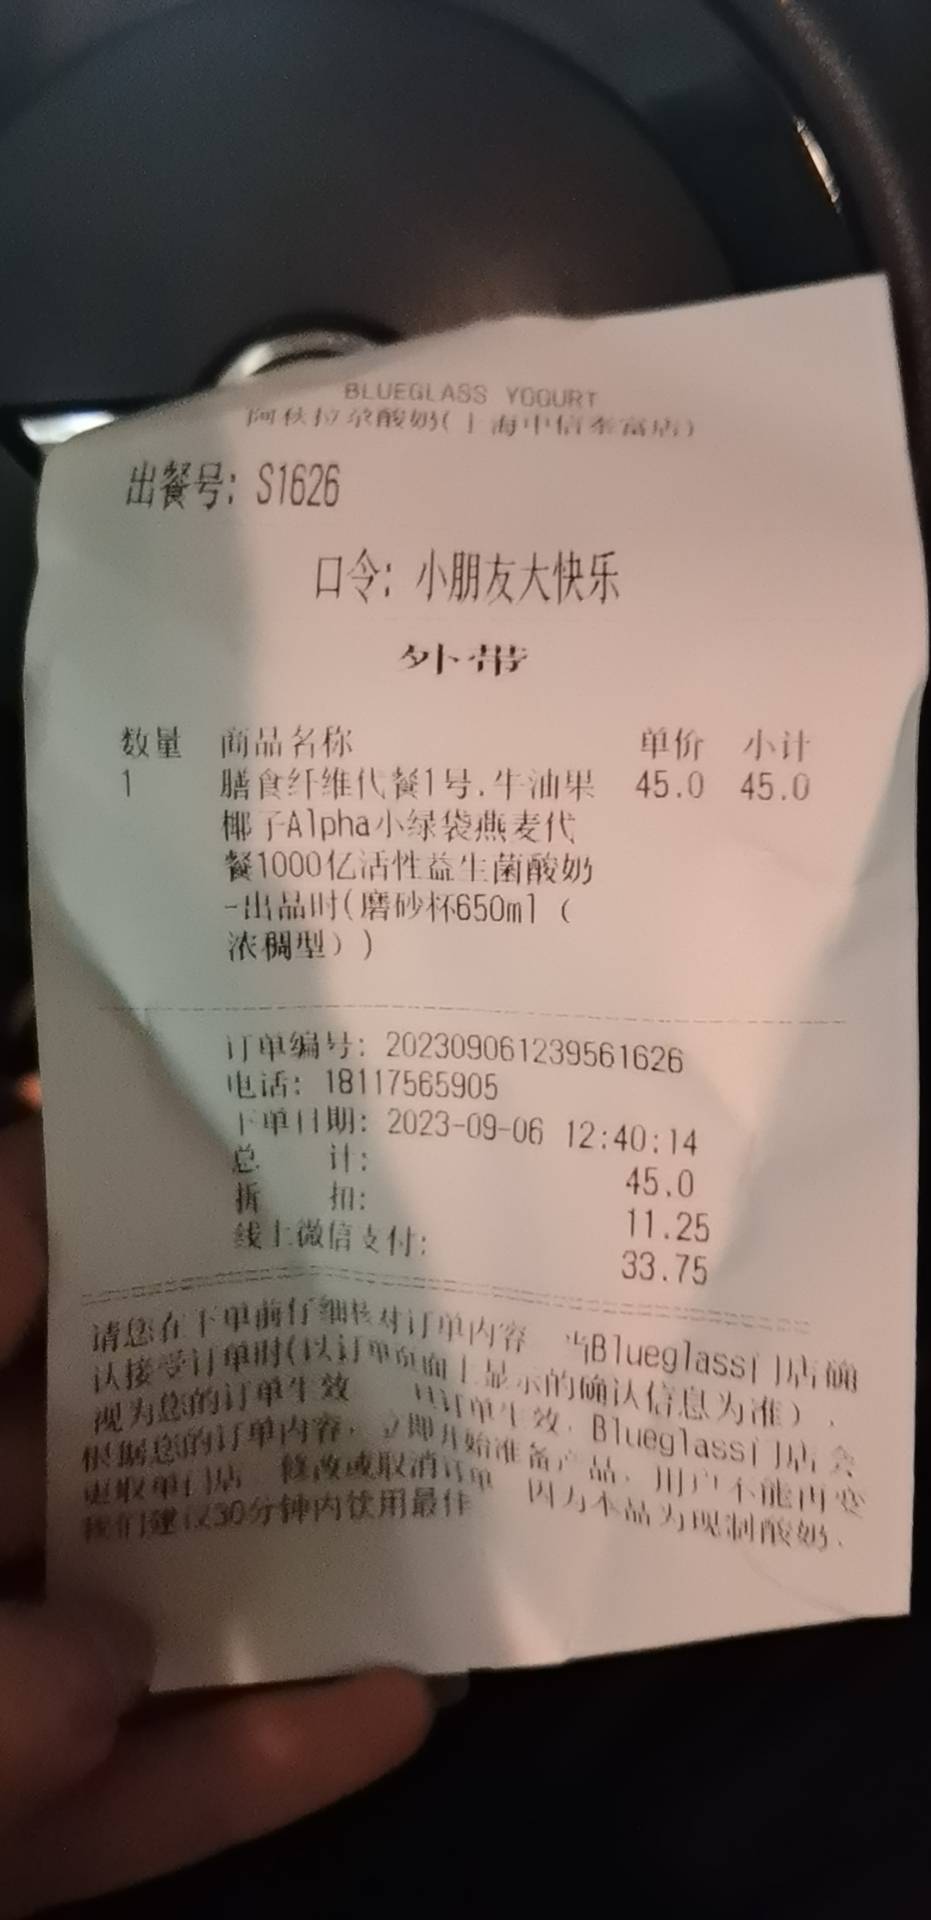 BLUEGLASS YOGURT
阿秋拉尕酸奶(上海中信泰富店)
出餐号: S1626
口令: 小朋友大快乐
外带
数量 商品名称 单价 小计
1 膳食纤维代餐1号.牛油果 45.0 45.0
椰子Alpha小绿袋燕麦代
餐1000亿活性益生菌酸奶
-出品时(磨砂杯650ml (
浓稠型))
订单编号: 202309061239561626
电话: 18117565905
下单日期: 2023-09-06 12:40:14
总 计: 45.0
折 扣: 11.25
线上微信支付: 33.75
请您在下单前仔细核对订单内容 当Blueglass门店确
认接受订单时(以订单页面上显示的确认信息为准),
视为您的订单生效 订单生效,Blueglass门店会
根据您的订单内容,立即开始准备产品,用户不能再变
更取单门店 修改或取消订单 因为本品为现制酸奶,
我们建议30分钟内饮用最佳